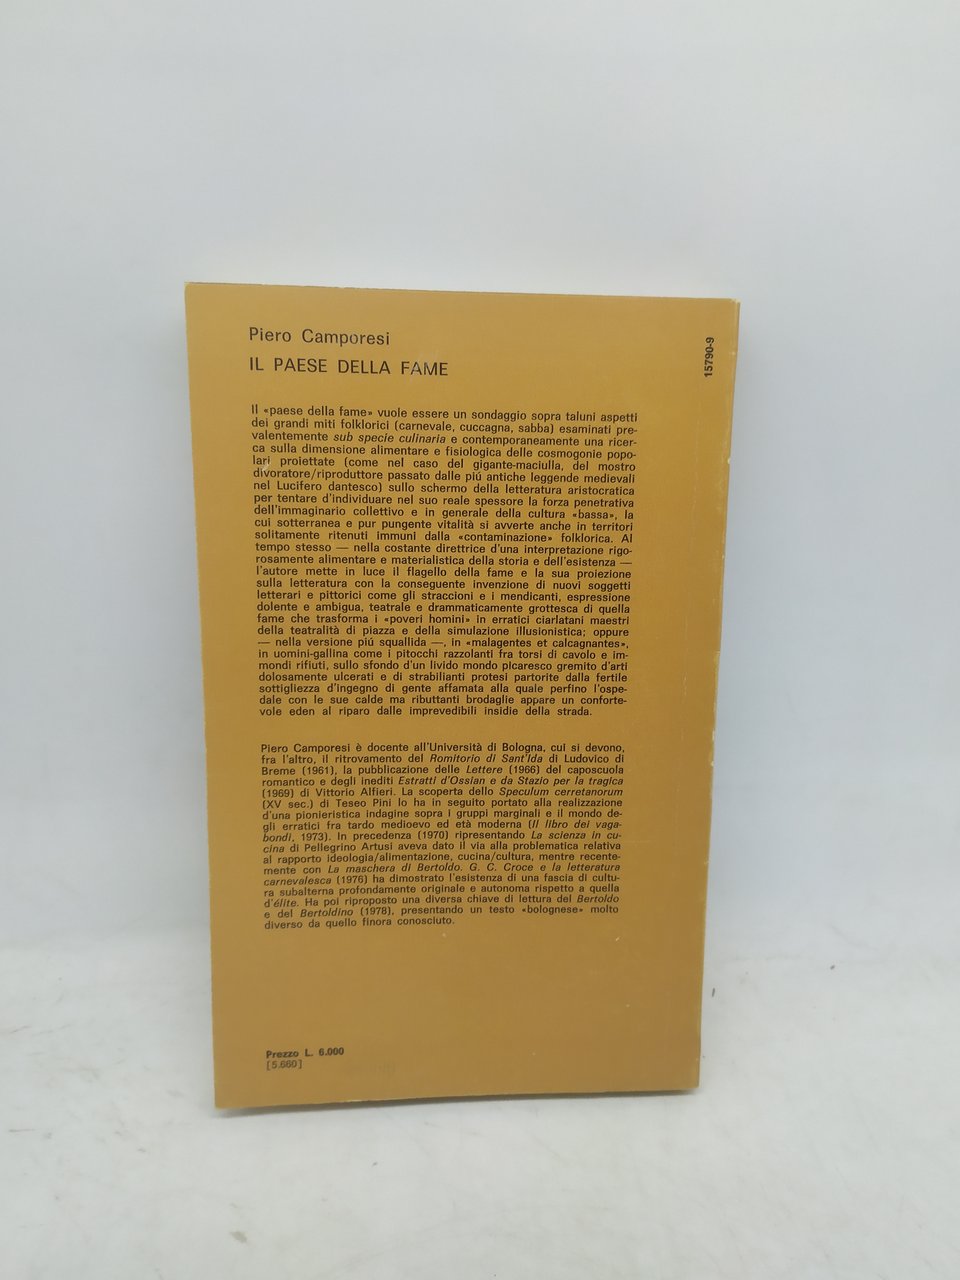 Piero Camporesi
IL PAESE DELLA FAME
15790-9
Il «paese della fame» vuole essere un sondaggio sopra taluni aspetti
dei grandi miti folklorici (carnevale, cuccagna, sabba) esaminati pre-
valentemente sub specie culinaria e contemporaneamente una ricer-
ca sulla dimensione alimentare e fisiologica delle cosmogonie popo-
lari proiettate (come nel caso del gigante-maciulla, del mostro
divoratore/riproduttore passato dalle piú antiche leggende medievali
nel Lucifero dantesco) sullo schermo della letteratura aristocratica
per tentare d'individuare nel suo reale spessore la forza penetrativa
dell'immaginario collettivo e in generale della cultura «bassa», la
cui sotterranea e pur pungente vitalità si avverte anche in territori
solitamente ritenuti immuni dalla «contaminazione» folklorica. Al
tempo stesso — nella costante direttrice d'una interpretazione rigo-
rosamente alimentare e materialistica della storia e dell'esistenza —
l'autore mette in luce il flagello della fame e la sua proiezione
sulla letteratura con la conseguente invenzione di nuovi soggetti
letterari e pittorici come gli straccioni e i mendicanti, espressione
dolente e ambigua, teatrale e drammaticamente grottesca di quella
fame che trasforma i «poveri homini» in erratici ciarlatani maestri
della teatralità di piazza e della simulazione illusionistica; oppure
— nella versione piú squallida —, in «malagentes et calcagnantes»,
in uomini-gallina come i pitocchi razzolanti fra torsi di cavolo e im-
mondi rifiuti, sullo sfondo d'un livido mondo picaresco gremito d'arti
dolosamente ulcerati e di strabilianti protesi partorite dalla fertile
sottigliezza d'ingegno di gente affamata alla quale perfino l'ospe-
dale con le sue calde ma ributtanti brodaglie appare un conforte-
vole eden al riparo dalle imprevedibili insidie della strada.
Piero Camporesi è docente all'Università di Bologna, cui si devono,
fra l'altro, il ritrovamento del Romitorio di Sant'Ida di Ludovico di
Breme (1961), la pubblicazione delle Lettere (1966) del caposcuola
romantico e degli inediti Estratti d'Ossian e da Stazio per la tragica
(1969) di Vittorio Alfieri. La scoperta dello Speculum cerretanorum
(XV sec.) di Teseo Pini lo ha in seguito portato alla realizzazione
d'una pionieristica indagine sopra i gruppi marginali e il mondo de-
gli erratici fra tardo medioevo ed età moderna (Il libro dei vaga-
bondi, 1973). In precedenza (1970) ripresentando La scienza in cu-
cina di Pellegrino Artusi aveva dato il via alla problematica relativa
al rapporto ideologia/alimentazione, cucina/cultura, mentre recente-
mente con La maschera di Bertoldo. G. C. Croce e la letteratura
carnevalesca (1976) ha dimostrato l'esistenza di una fascia di cultu-
ra subalterna profondamente originale e autonoma rispetto a quella
d'élite. Ha poi riproposto una diversa chiave di lettura del Bertoldo
e del Bertoldino (1978), presentando un testo «bolognese» molto
diverso da quello finora conosciuto.
Prezzo L. 6.000
[5.660]